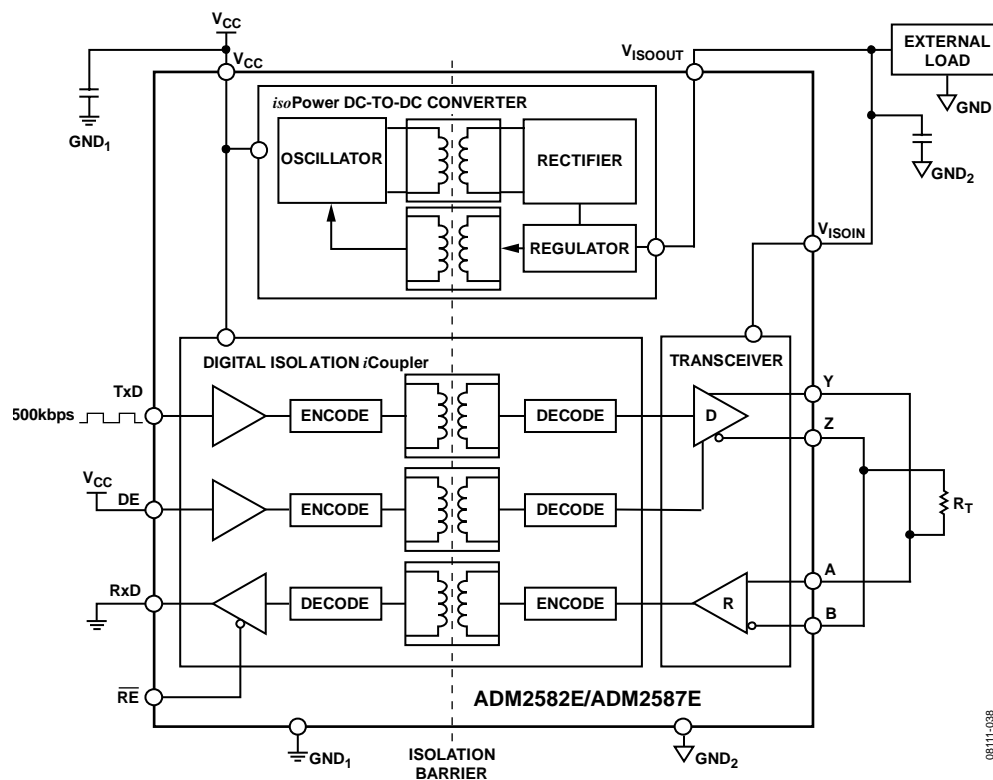 VCC
VCC
VISOOUT
EXTERNAL
LOAD
GND
GND1
GND2
isoPower DC-TO-DC CONVERTER
OSCILLATOR
RECTIFIER
REGULATOR
VISOIN
DIGITAL ISOLATION iCoupler
TRANSCEIVER
TxD
500kbps
ENCODE
DECODE
D
Y
Z
VCC
DE
ENCODE
DECODE
RT
RxD
DECODE
ENCODE
R
A
B
RE
ADM2582E/ADM2587E
GND1
ISOLATION
BARRIER
GND2
08111-038